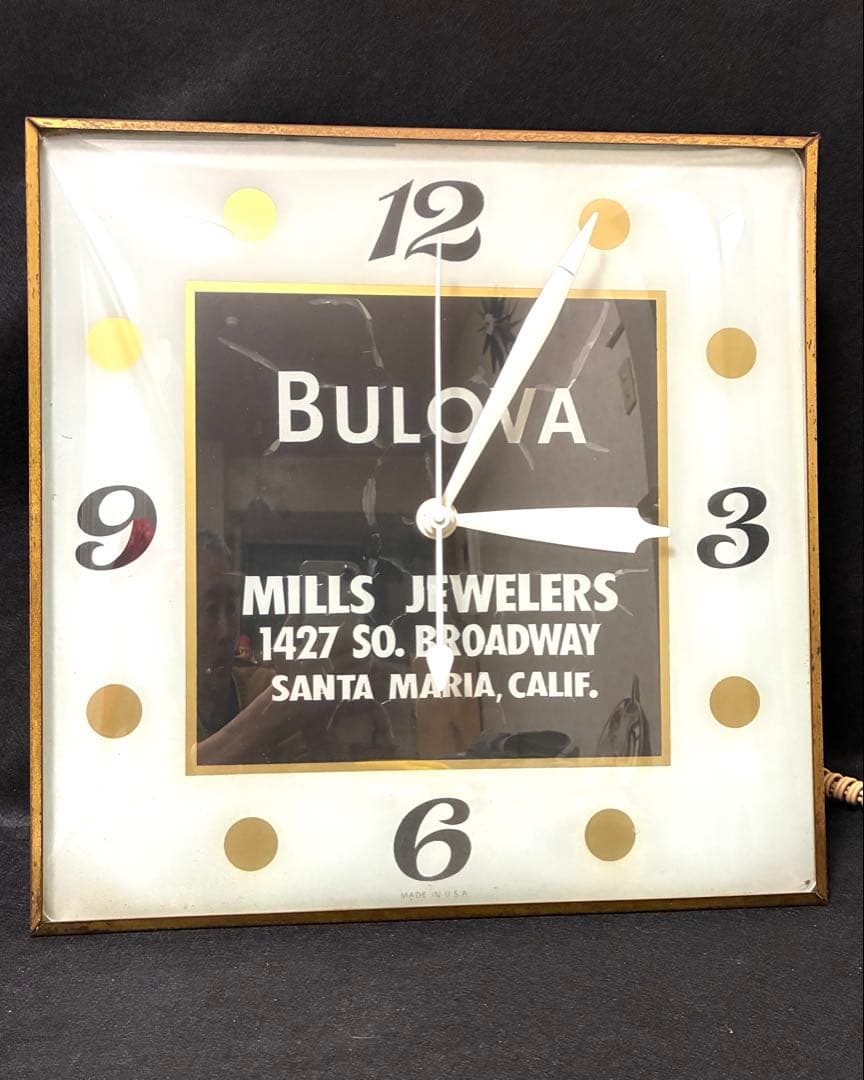 12
BULOVA
9
3
MILLS JEWELERS
1427 SO. BROADWAY
SANTA MARIA, CALIF.
6
MADE IN U.S.A.